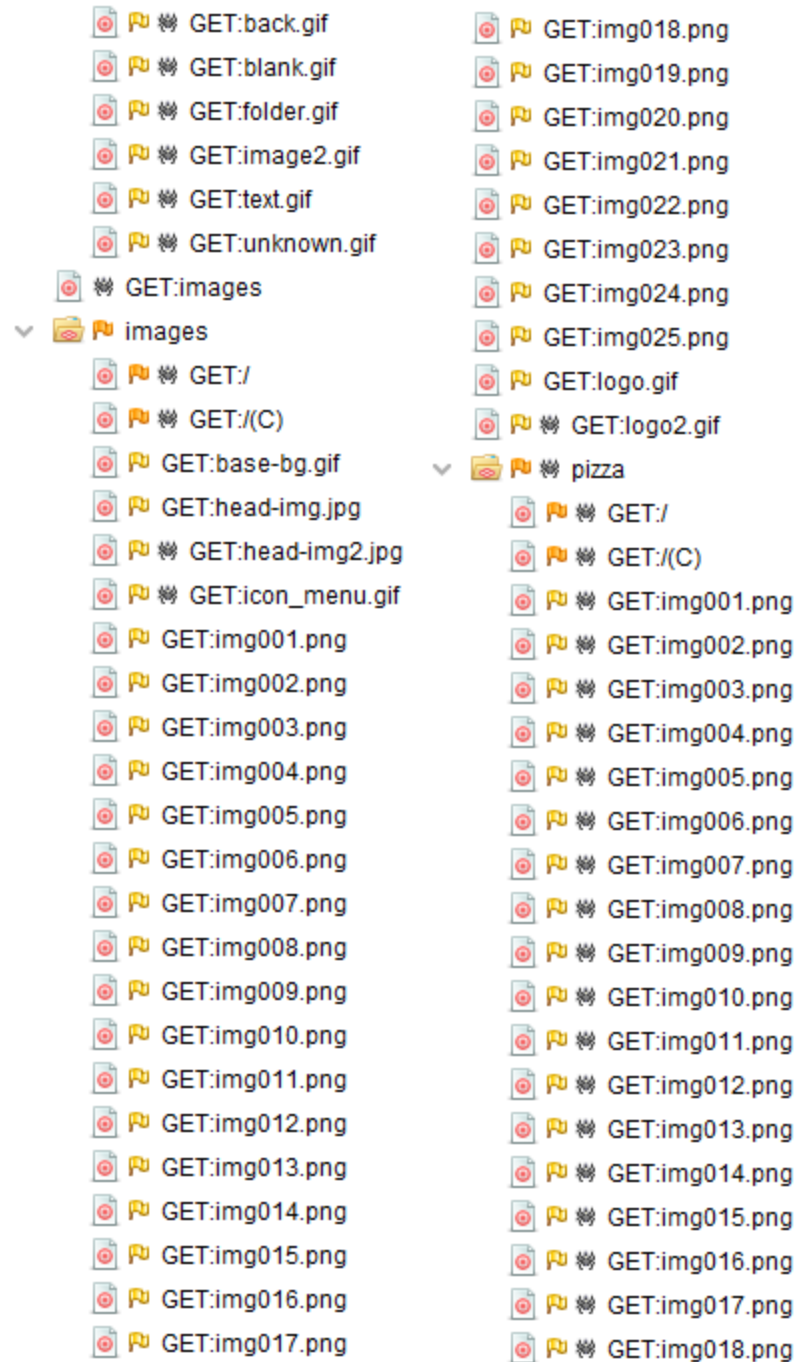 GET:back.gif
GET:blank.gif
GET:folder.gif
GET:image2.gif
GET:text.gif
GET:unknown.gif
GET:images
images
GET:/
GET:/(C)
GET:base-bg.gif
GET:head-img.jpg
GET:head-img2.jpg
GET:icon_menu.gif
GET:img001.png
GET:img002.png
GET:img003.png
GET:img004.png
GET:img005.png
GET:img006.png
GET:img007.png
GET:img008.png
GET:img009.png
GET:img010.png
GET:img011.png
GET:img012.png
GET:img013.png
GET:img014.png
GET:img015.png
GET:img016.png
GET:img017.png
GET:img018.png
GET:img019.png
GET:img020.png
GET:img021.png
GET:img022.png
GET:img023.png
GET:img024.png
GET:img025.png
GET:logo.gif
GET:logo2.gif
pizza
GET:/
GET:/(C)
GET:img001.png
GET:img002.png
GET:img003.png
GET:img004.png
GET:img005.png
GET:img006.png
GET:img007.png
GET:img008.png
GET:img009.png
GET:img010.png
GET:img011.png
GET:img012.png
GET:img013.png
GET:img014.png
GET:img015.png
GET:img016.png
GET:img017.png
GET:img018.png